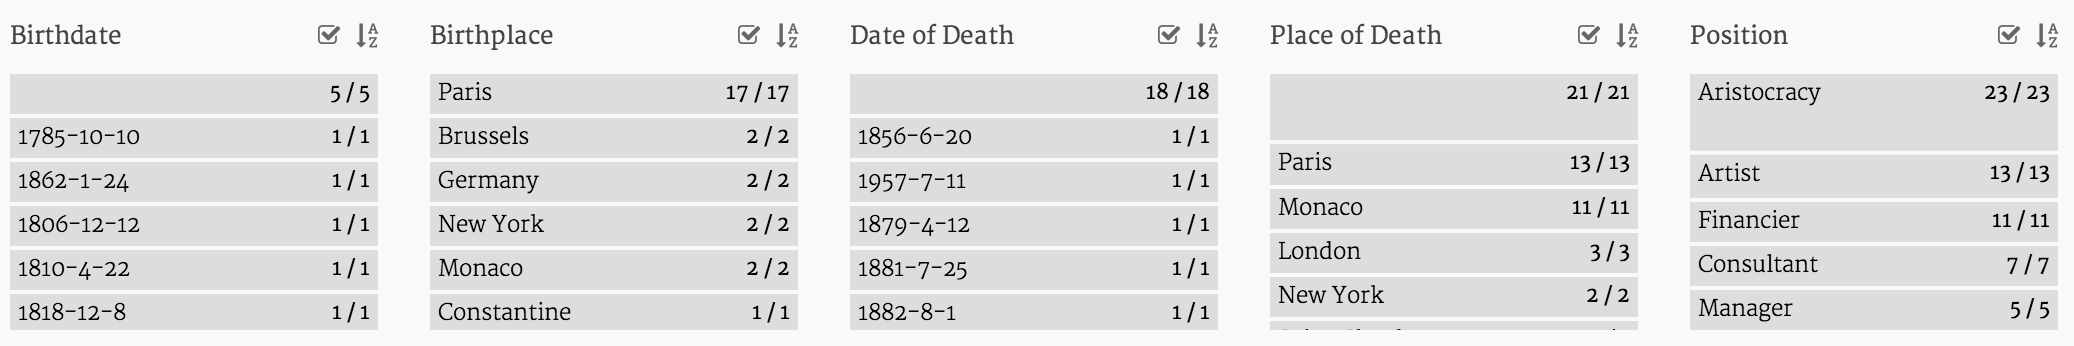 Birthdate
5 / 5
1785-10-10 1 / 1
1862-1-24 1 / 1
1806-12-12 1 / 1
1810-4-22 1 / 1
1818-12-8 1 / 1
Birthplace
Paris 17 / 17
Brussels 2 / 2
Germany 2 / 2
New York 2 / 2
Monaco 2 / 2
Constantine 1 / 1
Date of Death
18 / 18
1856-6-20 1 / 1
1957-7-11 1 / 1
1879-4-12 1 / 1
1881-7-25 1 / 1
1882-8-1 1 / 1
Place of Death
21 / 21
Paris 13 / 13
Monaco 11 / 11
London 3 / 3
New York 2 / 2
Position
Aristocracy 23 / 23
Artist 13 / 13
Financier 11 / 11
Consultant 7 / 7
Manager 5 / 5